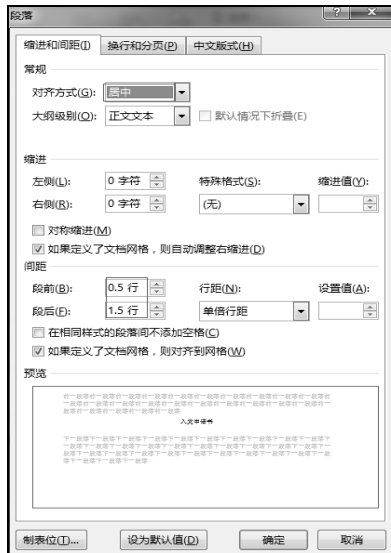 段落
缩进和间距(I) 换行和分页(P) 中文版式(H)
常规
对齐方式(G): 居中
大纲级别(O): 正文文本 默认情况下折叠(E)
缩进
左侧(L): 0 字符 特殊格式(S): 缩进值(Y):
右侧(R): 0 字符 (无)
对称缩进(M)
如果定义了文档网格，则自动调整右缩进(D)
间距
段前(B): 0.5 行 行距(N): 设置值(A):
段后(F): 1.5 行 单倍行距
在相同样式的段落间不添加空格(C)
如果定义了文档网格，则对齐到网格(W)
预览
入党申请书
制表位(T)... 设为默认值(D) 确定 取消